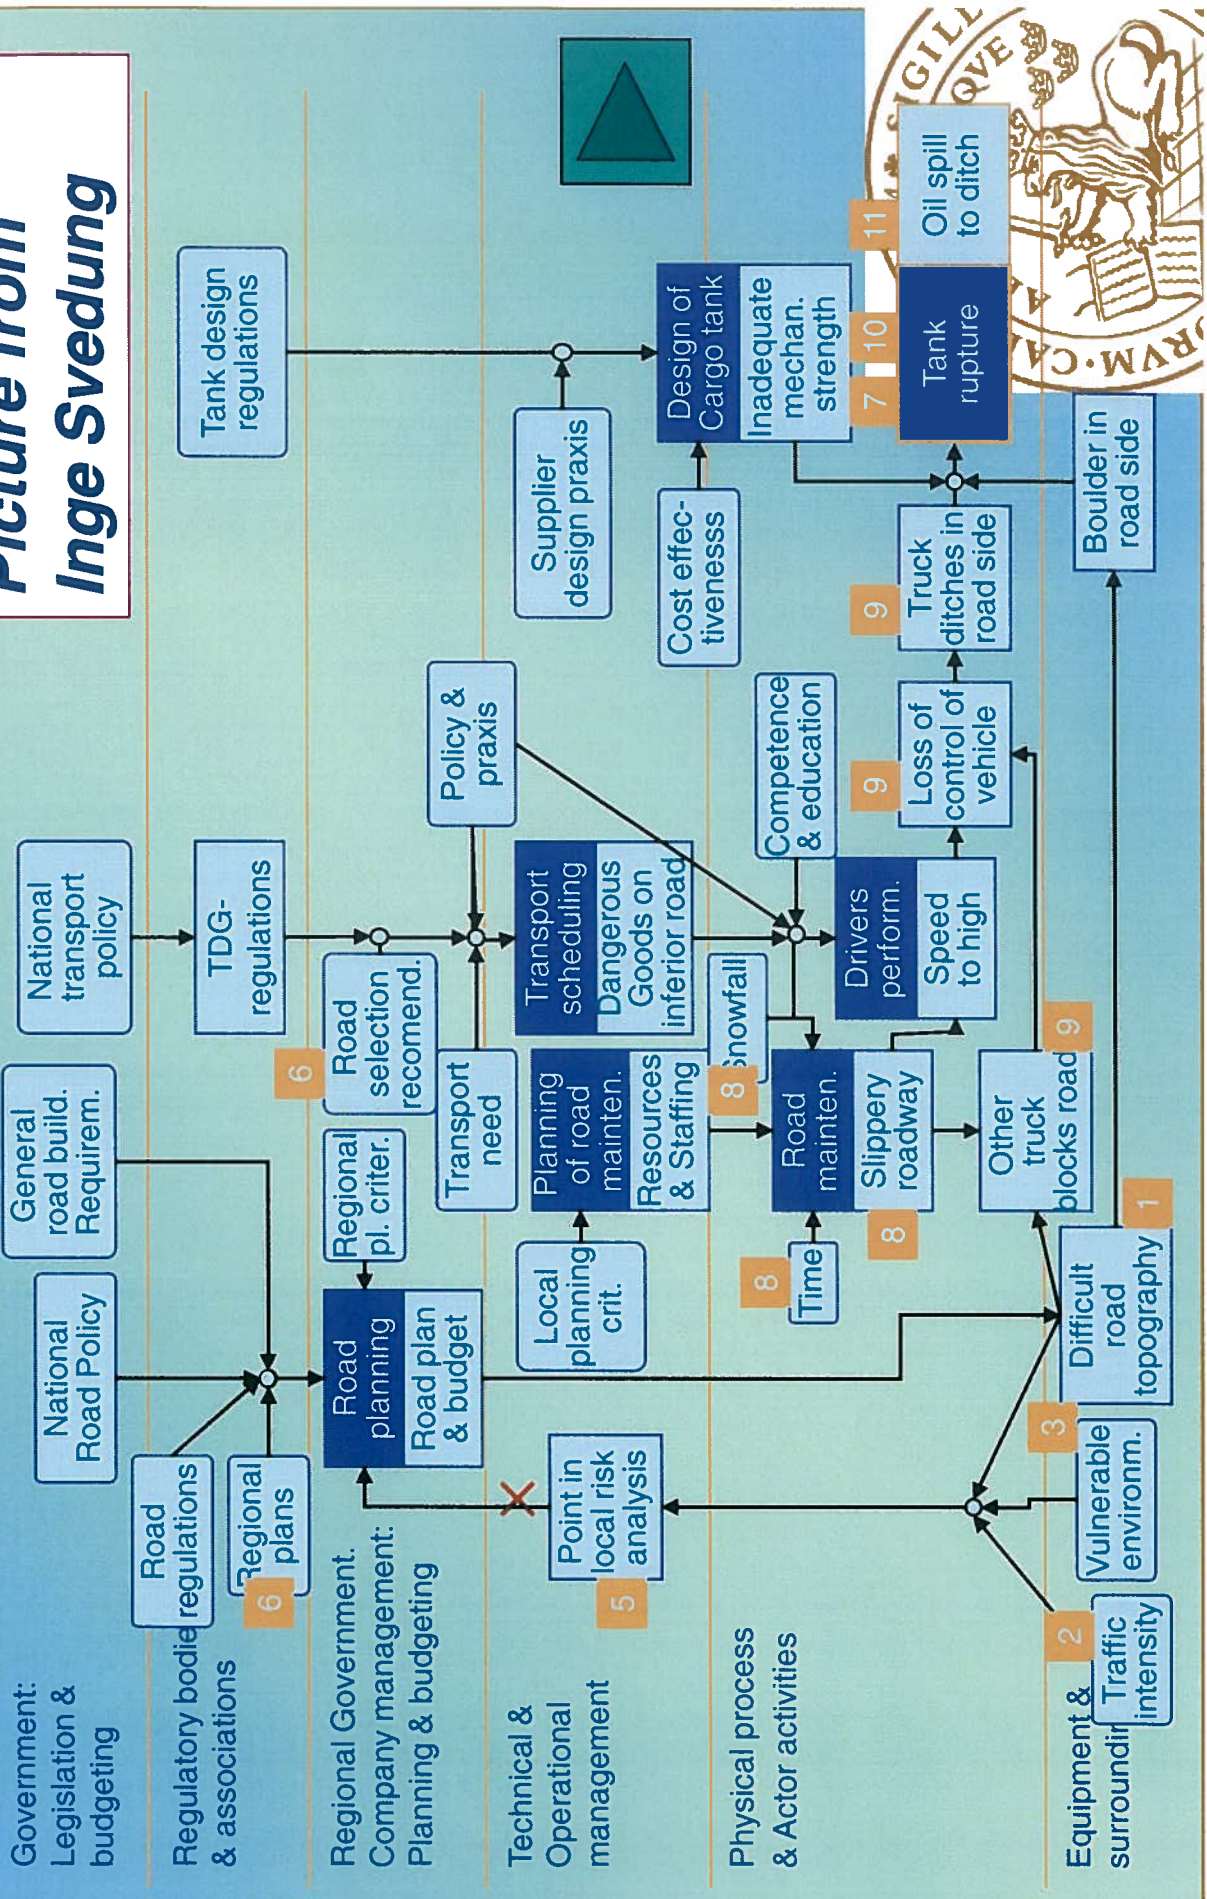 Picture from
Inge Svedung
Government:
Legislation &
budgeting
National
Road Policy
General
road build.
Requirem.
National
transport
policy
Regulatory bodie
& associations
Road
regulations
Regional
plans
6
TDG-
regulations
Tank design
regulations
Regional Government.
Company management:
Planning & budgeting
Road
planning
Road plan
& budget
Regional
pl. criter.
6
Road
selection
recomend.
Policy &
praxis
Technical &
Operational
management
Point in
local risk
analysis
5
Local
planning
crit.
Transport
need
Planning
of road
mainten.
Resources
& Staffing
Transport
scheduling
Dangerous
Goods on
inferior road
Supplier
design praxis
Cost effec-
tivenesss
Design of
Cargo tank
Inadequate
mechan.
strength
Physical process
& Actor activities
8
Time
8
Snowfall
Road
mainten.
Slippery
roadway
8
Competence
& education
Drivers
perform.
Speed
to high
9
Loss of
control of
vehicle
9
Truck
ditches in
road side
7
10
11
Tank
rupture
Oil spill
to ditch
Other
truck
blocks road
9
Equipment &
surroundin
2
Traffic
intensity
Vulnerable
environm.
3
Difficult
road
topography
1
Boulder in
road side
SIGILL
QVE
ORVM·CA